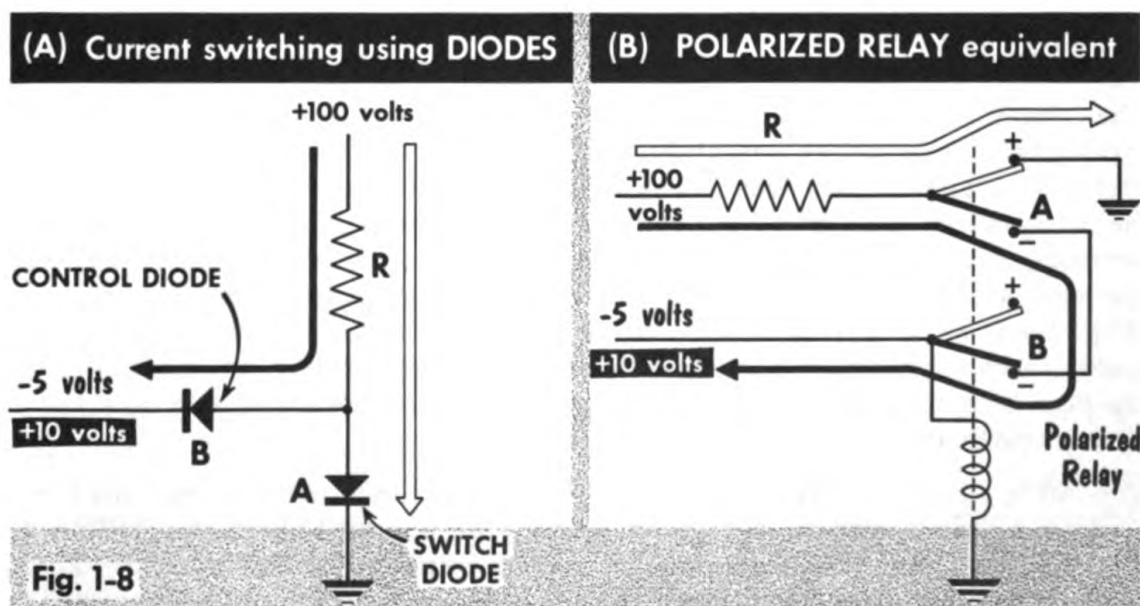 (A) Current switching using DIODES
+100 volts
R
CONTROL DIODE
-5 volts
+10 volts
B
A
SWITCH
DIODE
Fig. 1-8
(B) POLARIZED RELAY equivalent
R
+
+100
volts
A
-
+
-5 volts
B
+10 volts
-
Polarized
Relay